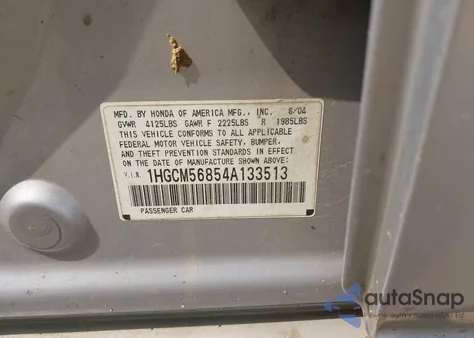 MFD. BY HONDA OF AMERICA MFG., INC. 6/04
GVWR 4125LBS GAWR F 2225LBS R 1985LBS
THIS VEHICLE CONFORMS TO ALL APPLICABLE
FEDERAL MOTOR VEHICLE SAFETY, BUMPER,
AND THEFT PREVENTION STANDARDS IN EFFECT
ON THE DATE OF MANUFACTURE SHOWN ABOVE.
V.I.N. 1HGCM56854A133513
PASSENGER CAR
autaSnap